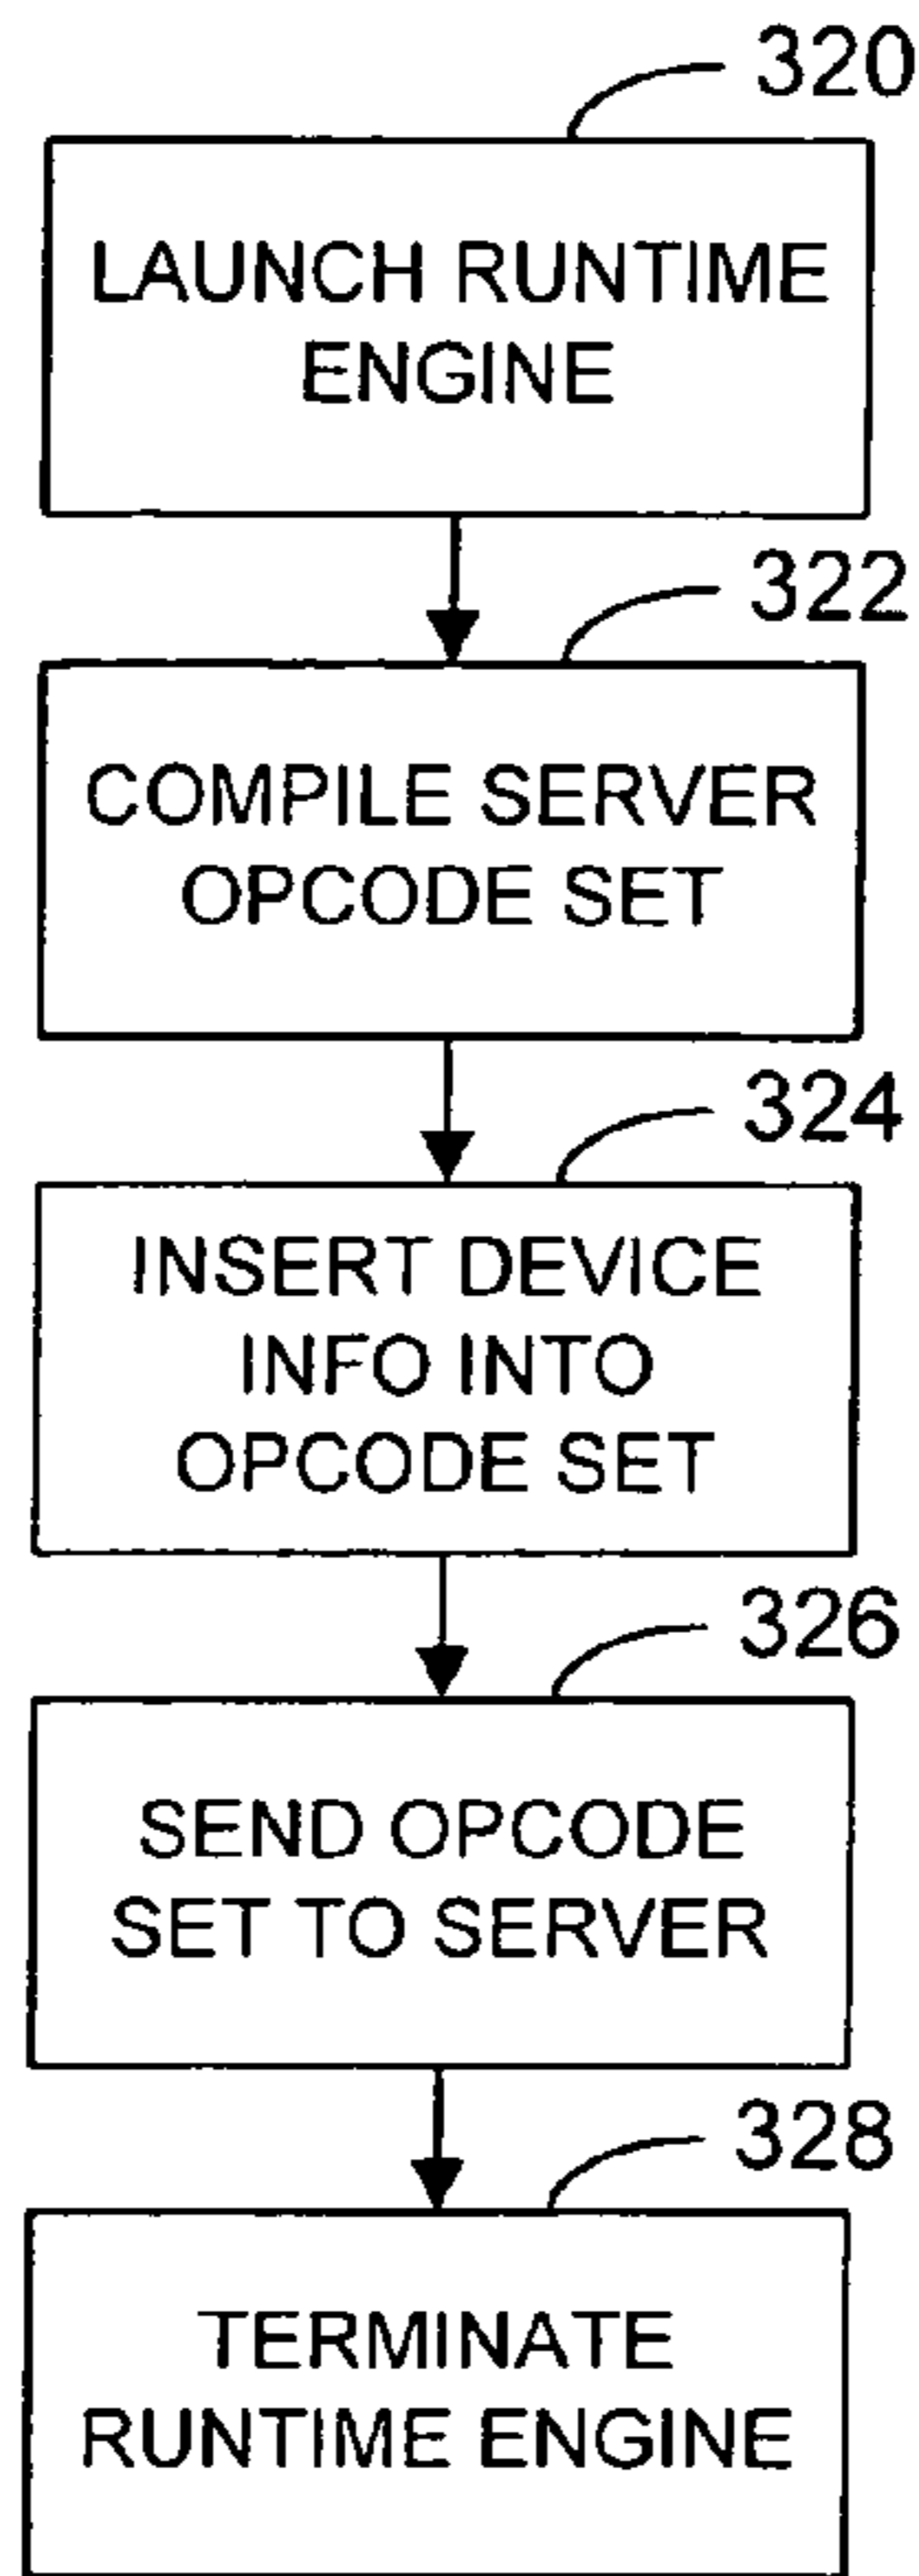 320
LAUNCH RUNTIME
ENGINE
322
COMPILE SERVER
OPCODE SET
324
INSERT DEVICE
INFO INTO
OPCODE SET
326
SEND OPCODE
SET TO SERVER
328
TERMINATE
RUNTIME ENGINE